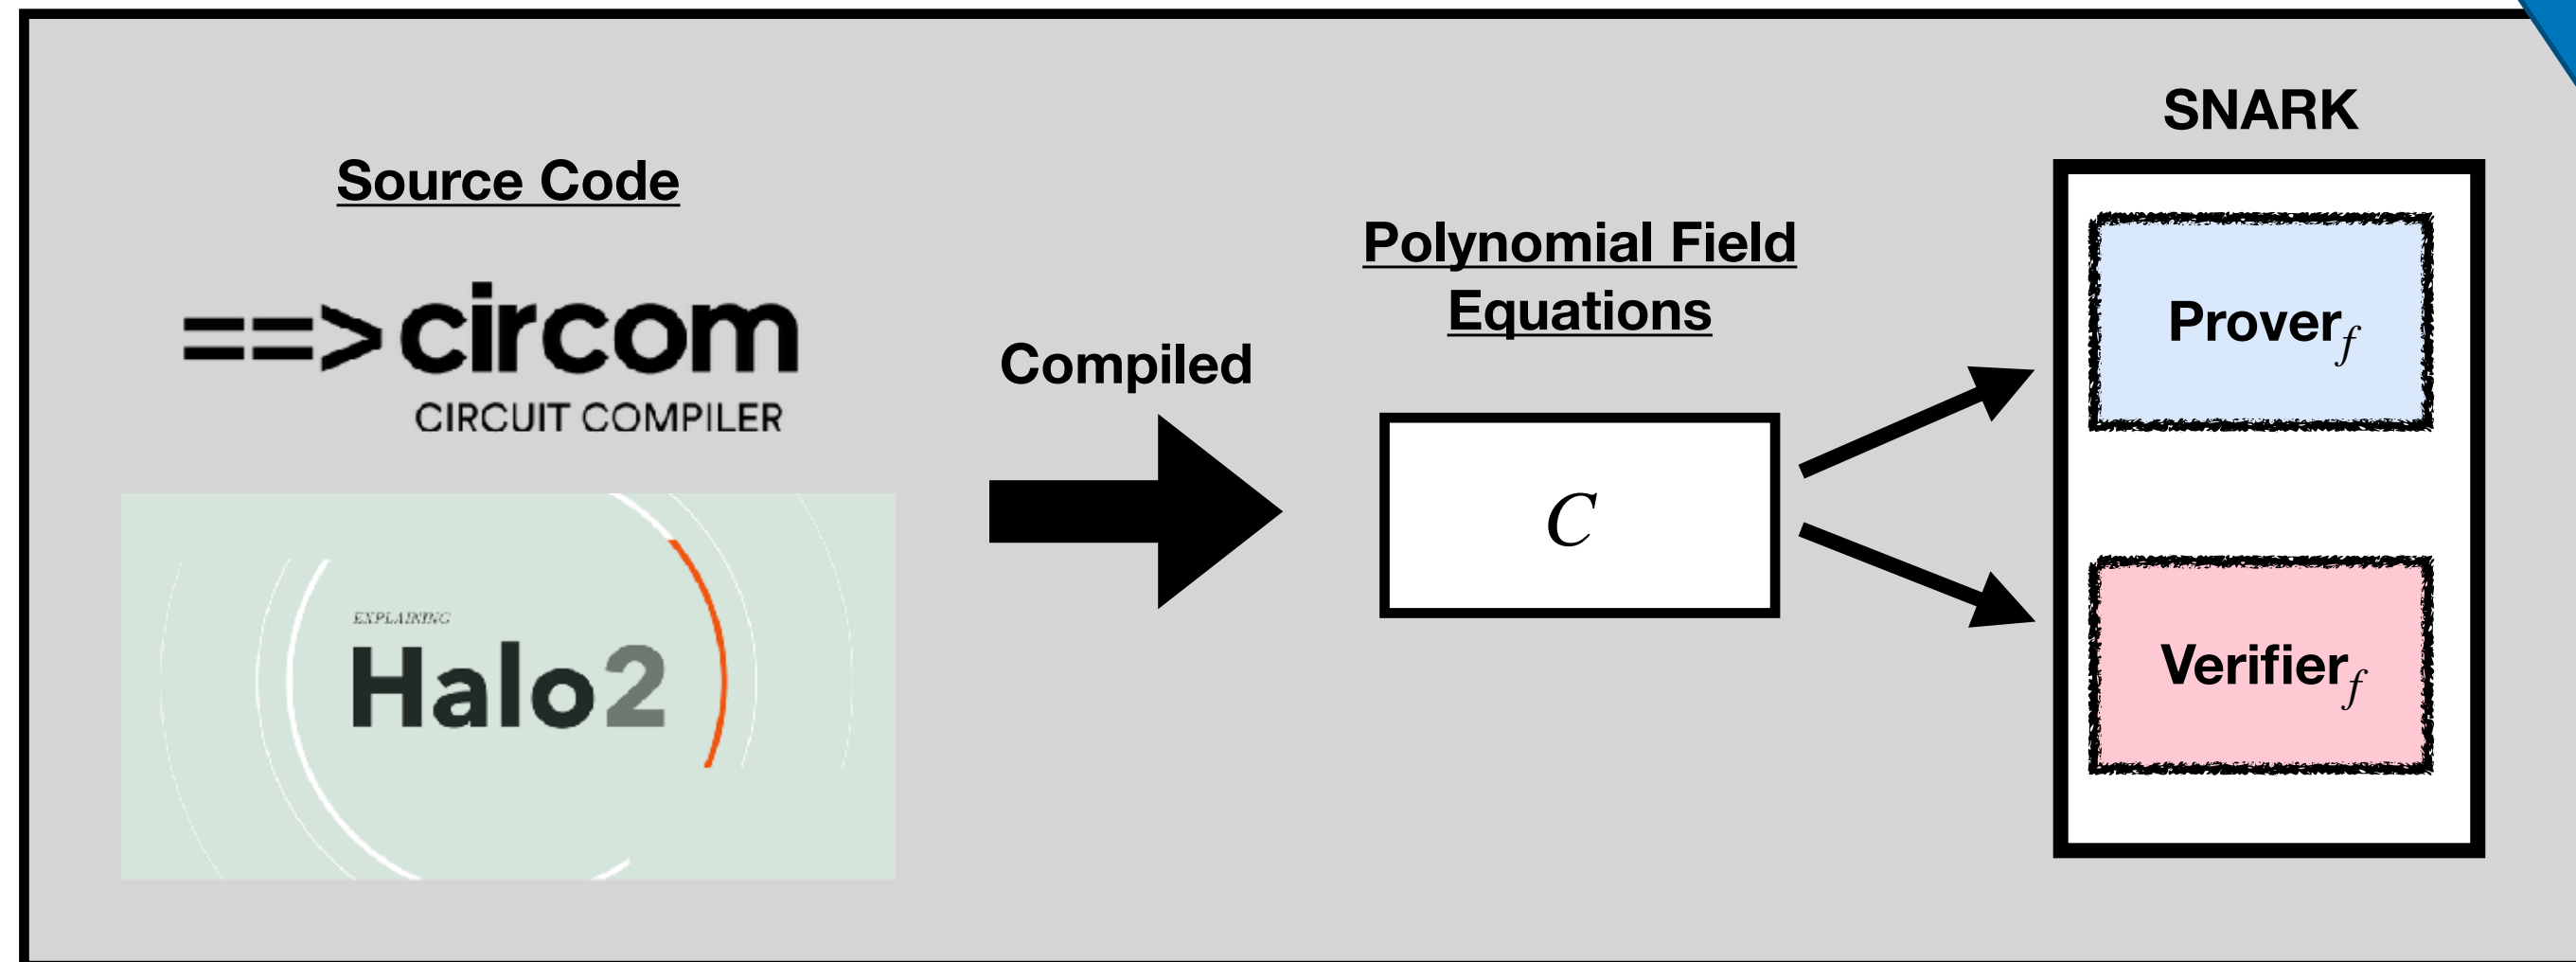 SNARK
Source Code
==>circom
CIRCUIT COMPILER
EXPLAINING
Halo2
Compiled
Polynomial Field
Equations
C
Prover_f
Verifier_f